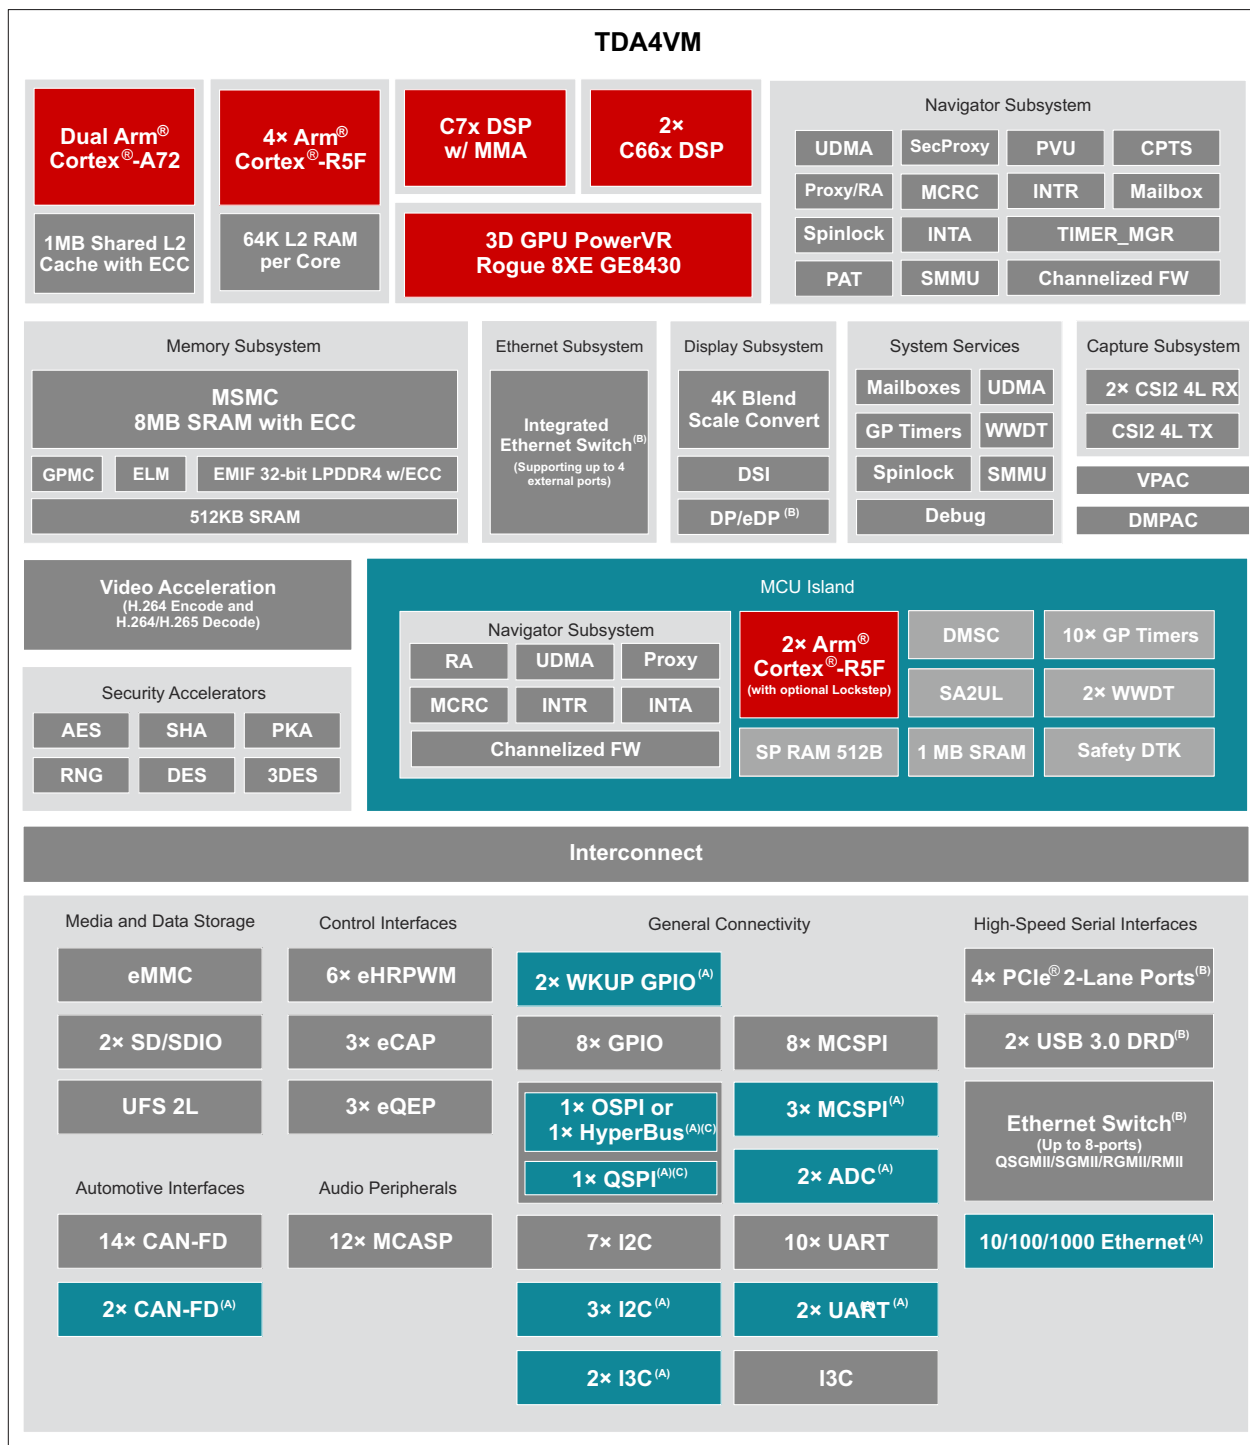 TDA4VM
Dual Arm®
Cortex®-A72
1MB Shared L2
Cache with ECC
4× Arm®
Cortex®-R5F
64K L2 RAM
per Core
C7x DSP
w/ MMA
2×
C66x DSP
3D GPU PowerVR
Rogue 8XE GE8430
Navigator Subsystem
UDMA
SecProxy
PVU
CPTS
Proxy/RA
MCRC
INTR
Mailbox
Spinlock
INTA
TIMER_MGR
PAT
SMMU
Channelized FW
Memory Subsystem
MSMC
8MB SRAM with ECC
GPMC
ELM
EMIF 32-bit LPDDR4 w/ECC
512KB SRAM
Ethernet Subsystem
Integrated
Ethernet Switch(B)
(Supporting up to 4
external ports)
Display Subsystem
4K Blend
Scale Convert
DSI
DP/eDP (B)
System Services
Mailboxes
UDMA
GP Timers
WWDT
Spinlock
SMMU
Debug
Capture Subsystem
2× CSI2 4L RX
CSI2 4L TX
VPAC
DMPAC
Video Acceleration
(H.264 Encode and
H.264/H.265 Decode)
Security Accelerators
AES
SHA
PKA
RNG
DES
3DES
MCU Island
Navigator Subsystem
RA
UDMA
Proxy
MCRC
INTR
INTA
Channelized FW
2× Arm®
Cortex®-R5F
(with optional Lockstep)
DMSC
10× GP Timers
SA2UL
2× WWDT
SP RAM 512B
1 MB SRAM
Safety DTK
Interconnect
Media and Data Storage
eMMC
2× SD/SDIO
UFS 2L
Automotive Interfaces
14× CAN-FD
2× CAN-FD(A)
Control Interfaces
6× eHRPWM
3× eCAP
3× eQEP
Audio Peripherals
12× MCASP
General Connectivity
2× WKUP GPIO(A)
8× GPIO
8× MCSPI
1× OSPI or
1× HyperBus(A)(C)
1× QSPI(A)(C)
3× MCSPI(A)
2× ADC(A)
7× I2C
10× UART
3× I2C(A)
2× UART(A)
2× I3C(A)
I3C
High-Speed Serial Interfaces
4× PCIe® 2-Lane Ports(B)
2× USB 3.0 DRD(B)
Ethernet Switch(B)
(Up to 8-ports)
QSGMII/SGMII/RGMII/RMII
10/100/1000 Ethernet(A)